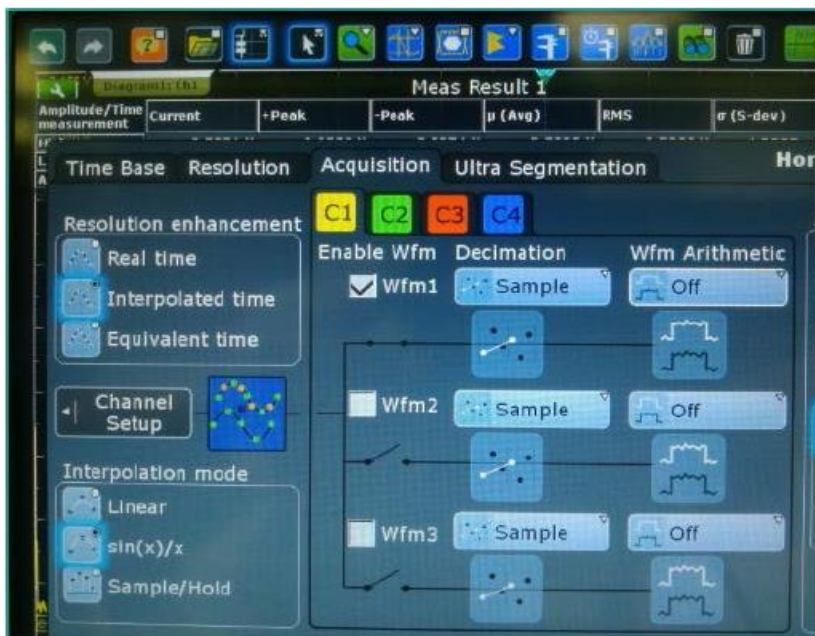 Diagram1: Ch1
Meas Result 1
Amplitude/Time measurement Current +Peak -Peak μ (Avg) RMS σ (S-dev)
Time Base Resolution Acquisition Ultra Segmentation Hor
C1 C2 C3 C4
Resolution enhancement
Enable Wfm Decimation Wfm Arithmetic
Real time
Wfm1 Sample Off
Interpolated time
Equivalent time
Channel Setup
Wfm2 Sample Off
Interpolation mode
Linear
Wfm3 Sample Off
sin(x)/x
Sample/Hold